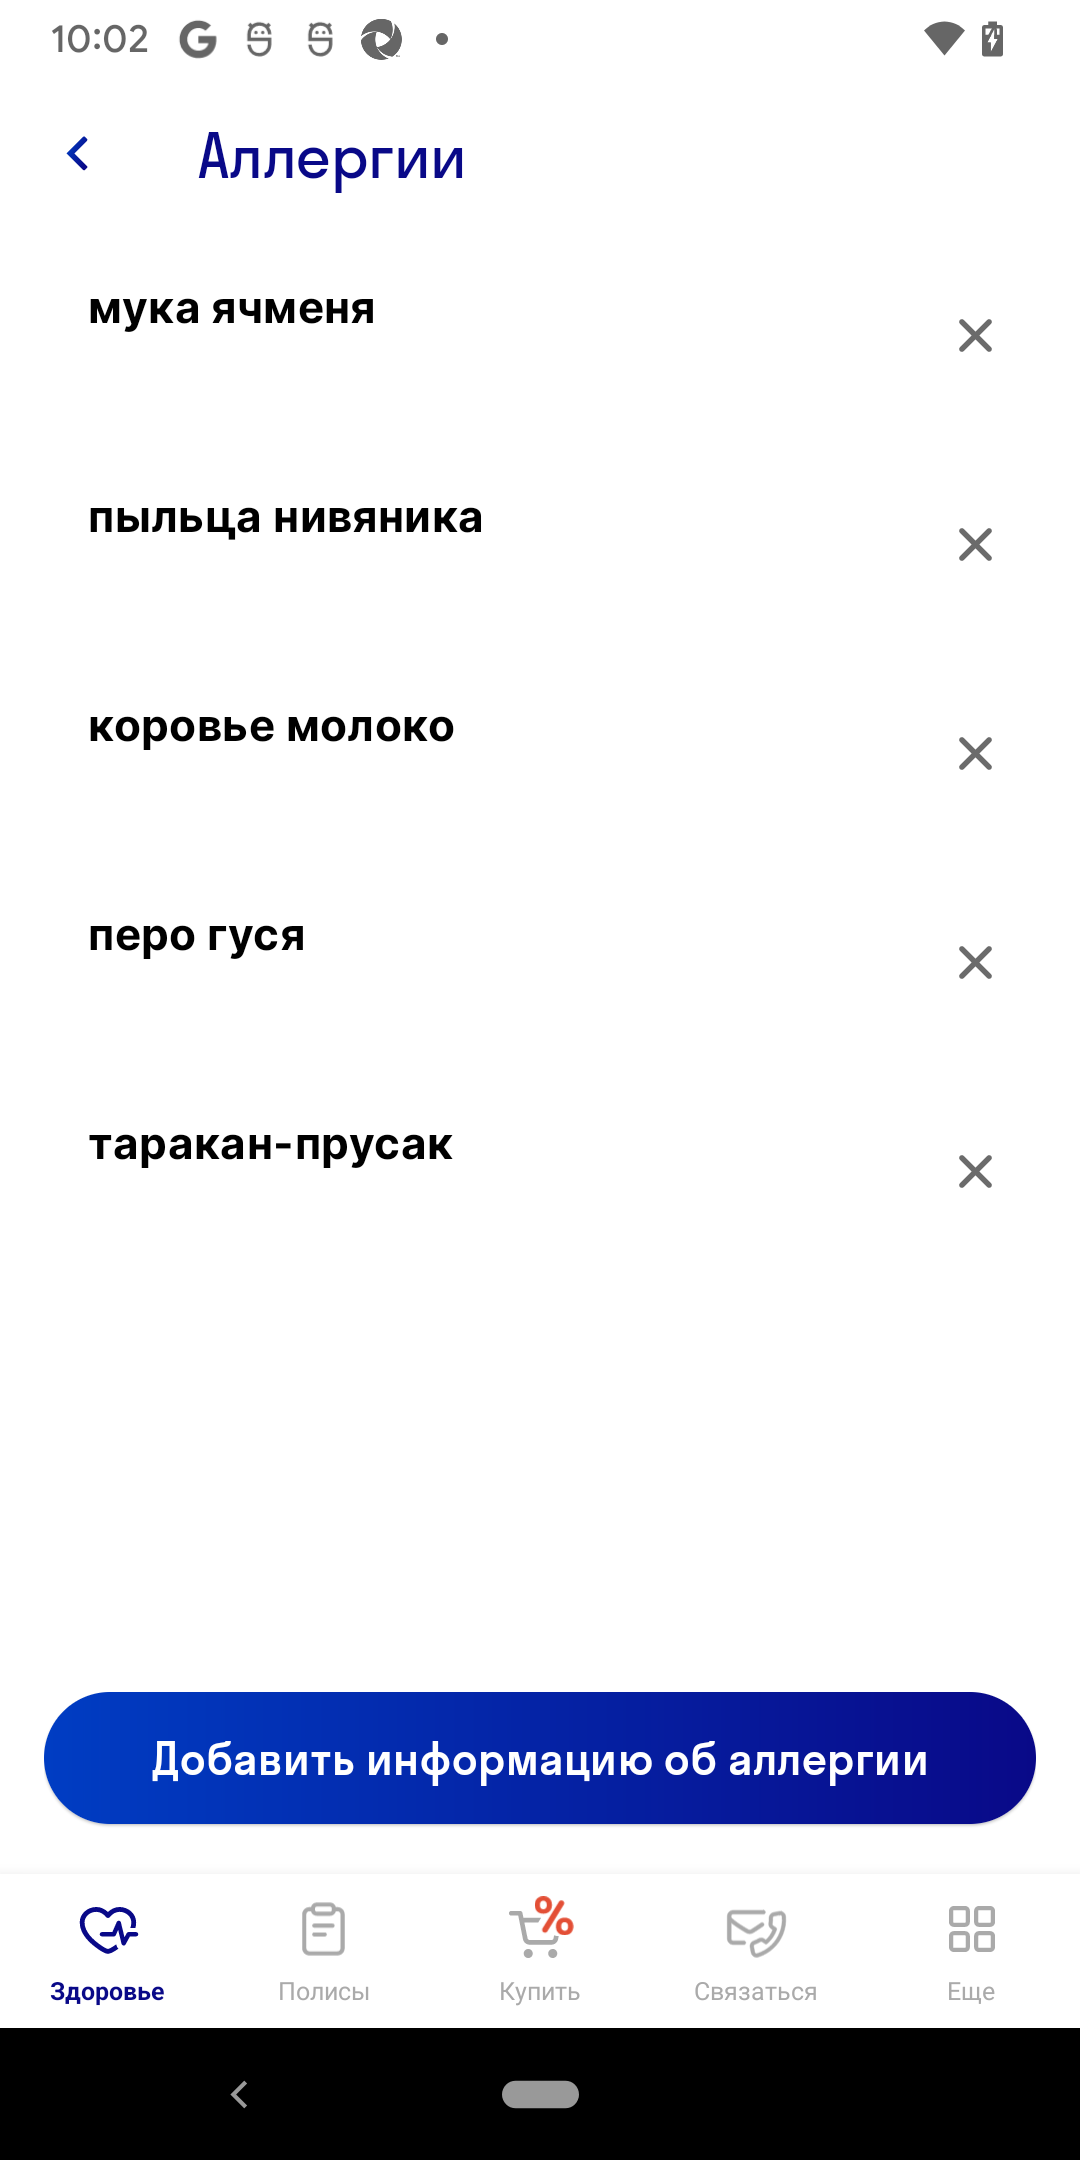 10:02
Аллергии
мука ячменя
пыльца нивяника
коровье молоко
перо гуся
таракан-прусак
Добавить информацию об аллергии
%
Здоровье
Полисы
Купить
Связаться
Еще